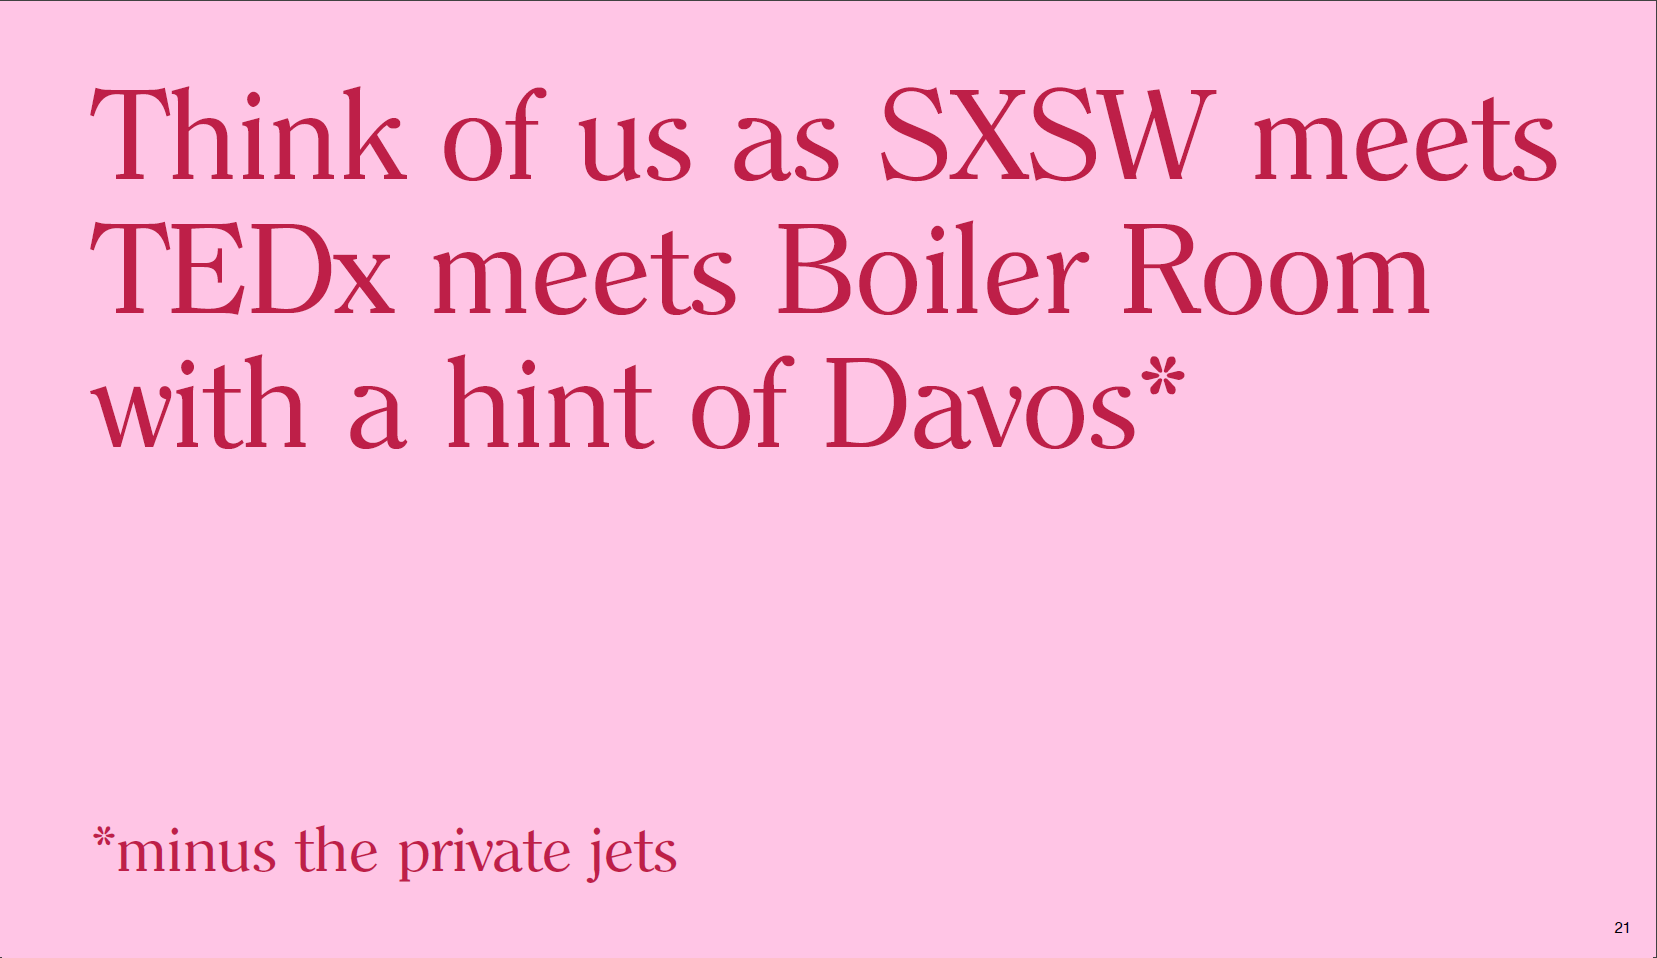 Think of us as SXSW meets
TEDx meets Boiler Room
with a hint of Davos*
*minus the private jets
21